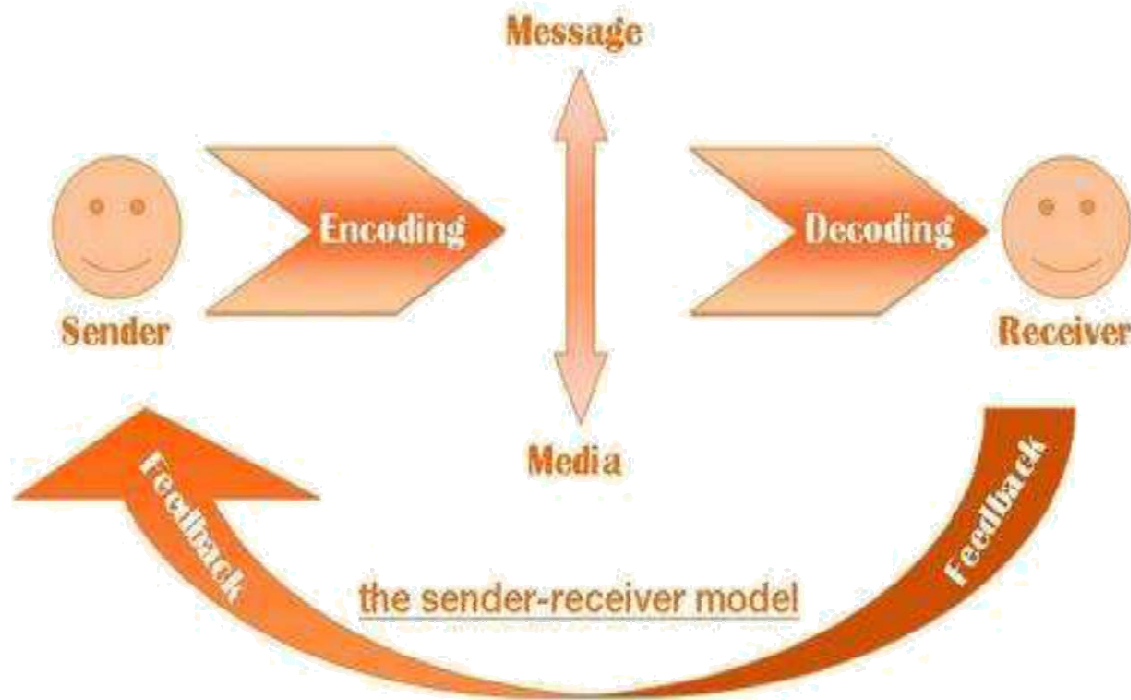 Message
Encoding
Decoding
Sender
Receiver
Media
Feedback
Feedback
the sender-receiver model